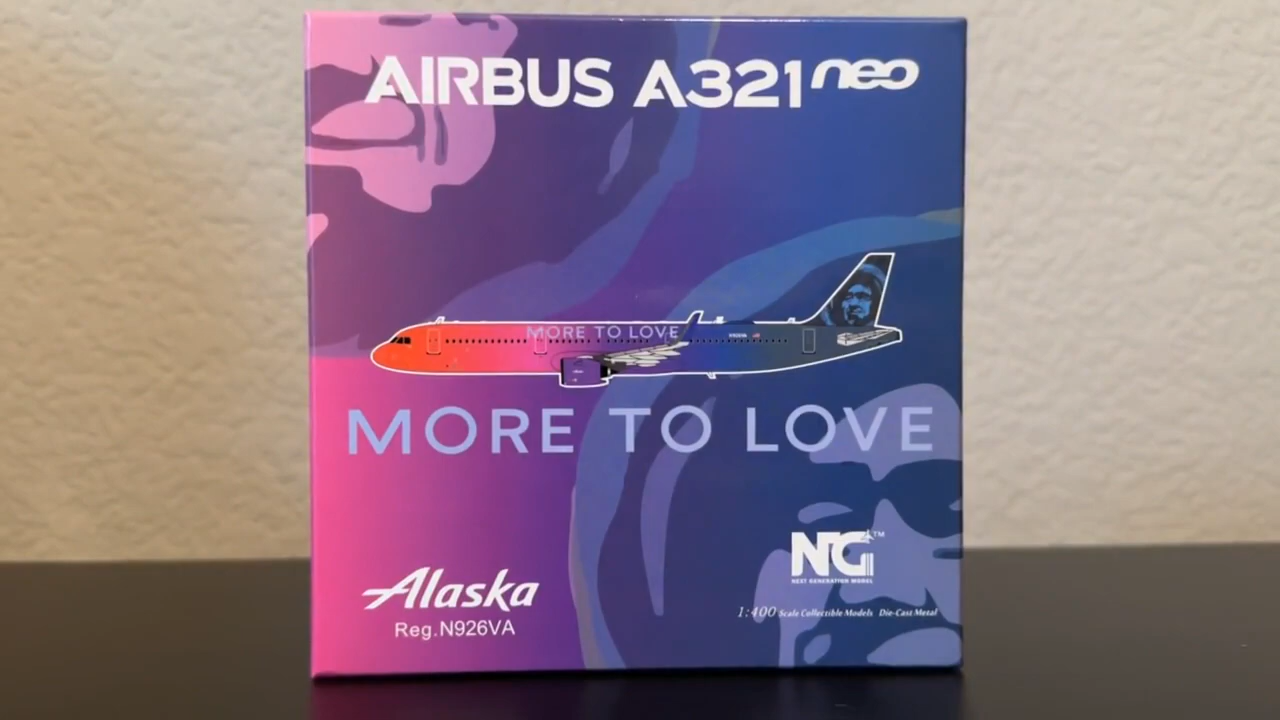 AIRBUS A321neo
MORE TO LOVE
MORE TO LOVE
NG™
NEXT GENERATION MODEL
Alaska
1:400 Scale Collectible Models Die-Cast Metal
Reg.N926VA